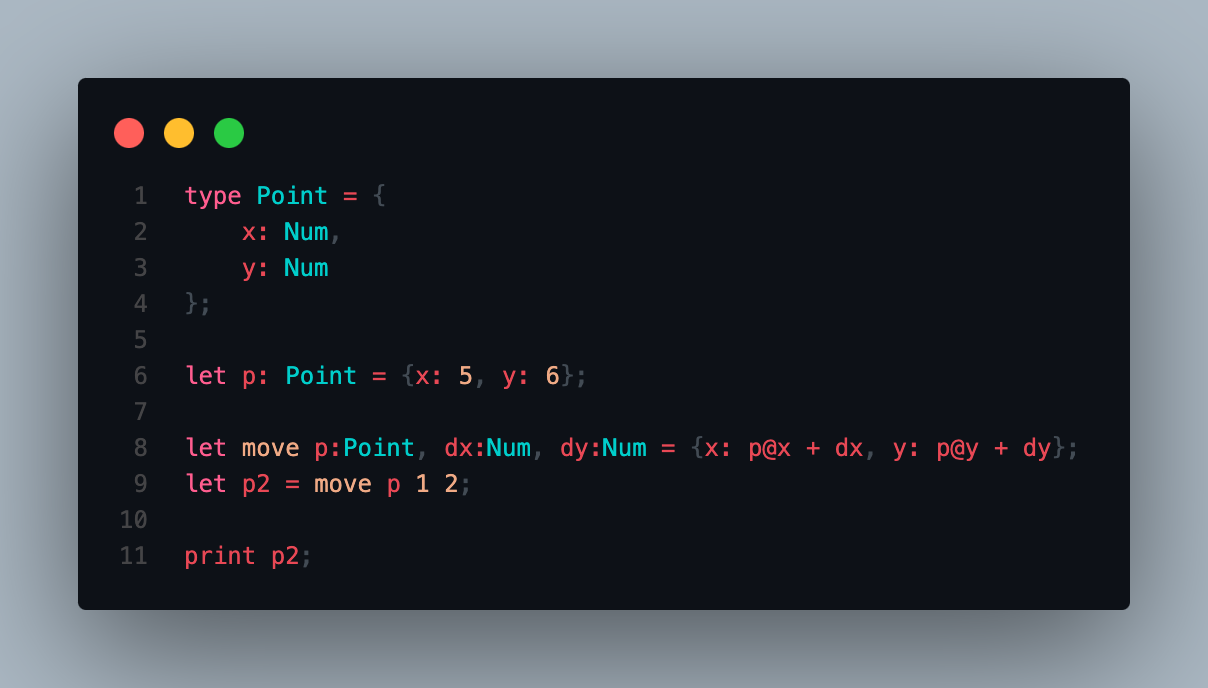 1 type Point = {
2     x: Num,
3     y: Num
4 };
5
6 let p: Point = {x: 5, y: 6};
7
8 let move p:Point, dx:Num, dy:Num = {x: p@x + dx, y: p@y + dy};
9 let p2 = move p 1 2;
10
11 print p2;